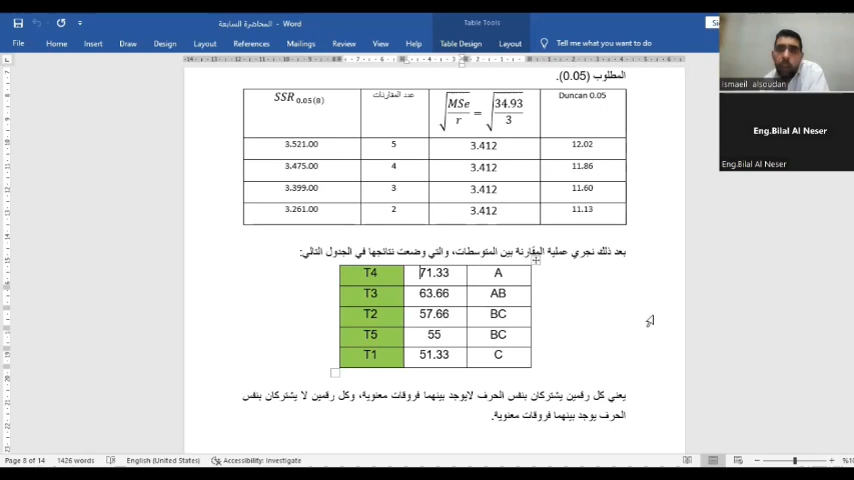 المحاضرة السابعة - Word
Table Tools
File Home Insert Draw Design Layout References Mailings Review View Help Table Design Layout Tell me what you want to do
ismaeil alsoudan
Eng.Bilal Al Neser
Eng.Bilal Al Neser
المطلوب (0.05).
SSR 0.05(8) عدد المقارنات √MSe/r = √34.93/3 Duncan 0.05
3.521.00 5 3.412 12.02
3.475.00 4 3.412 11.86
3.399.00 3 3.412 11.60
3.261.00 2 3.412 11.13
بعد ذلك نجري عملية المقارنة بين المتوسطات، والتي وضعت نتائجها في الجدول التالي:
T4 71.33 A
T3 63.66 AB
T2 57.66 BC
T5 55 BC
T1 51.33 C
يعني كل رقمين يشتركان بنفس الحرف لايوجد بينهما فروقات معنوية، وكل رقمين لا يشتركان بنفس
الحرف يوجد بينهما فروقات معنوية.
Page 8 of 14 1426 words English (United States) Accessibility: Investigate